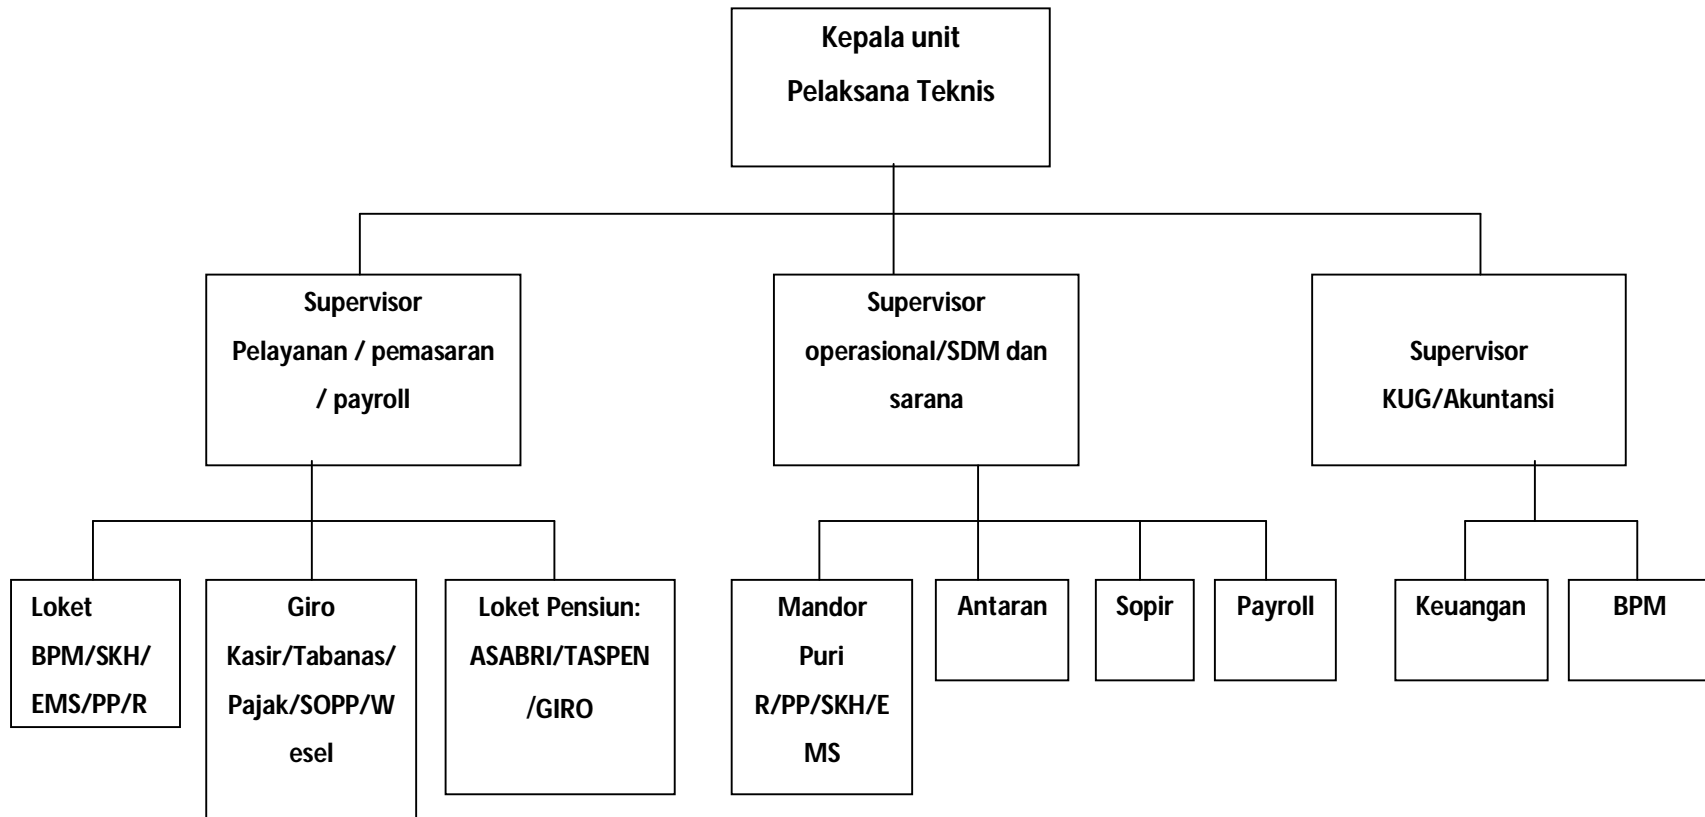 Kepala unit
Pelaksana Teknis
Supervisor
Pelayanan / pemasaran
/ payroll
Supervisor
operasional/SDM dan
sarana
Supervisor
KUG/Akuntansi
Loket
BPM/SKH/
EMS/PP/R
Giro
Kasir/Tabanas/
Pajak/SOPP/W
esel
Loket Pensiun:
ASABRI/TASPEN
/GIRO
Mandor
Puri
R/PP/SKH/E
MS
Antaran
Sopir
Payroll
Keuangan
BPM